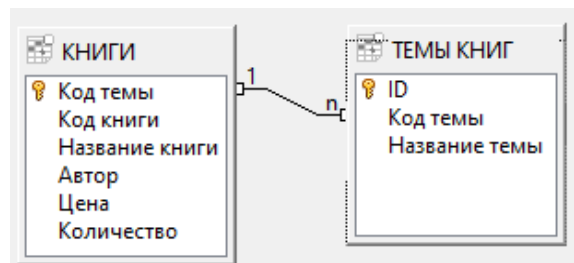 КНИГИ
Код темы
Код книги
Название книги
Автор
Цена
Количество
1
n
ТЕМЫ КНИГ
ID
Код темы
Название темы